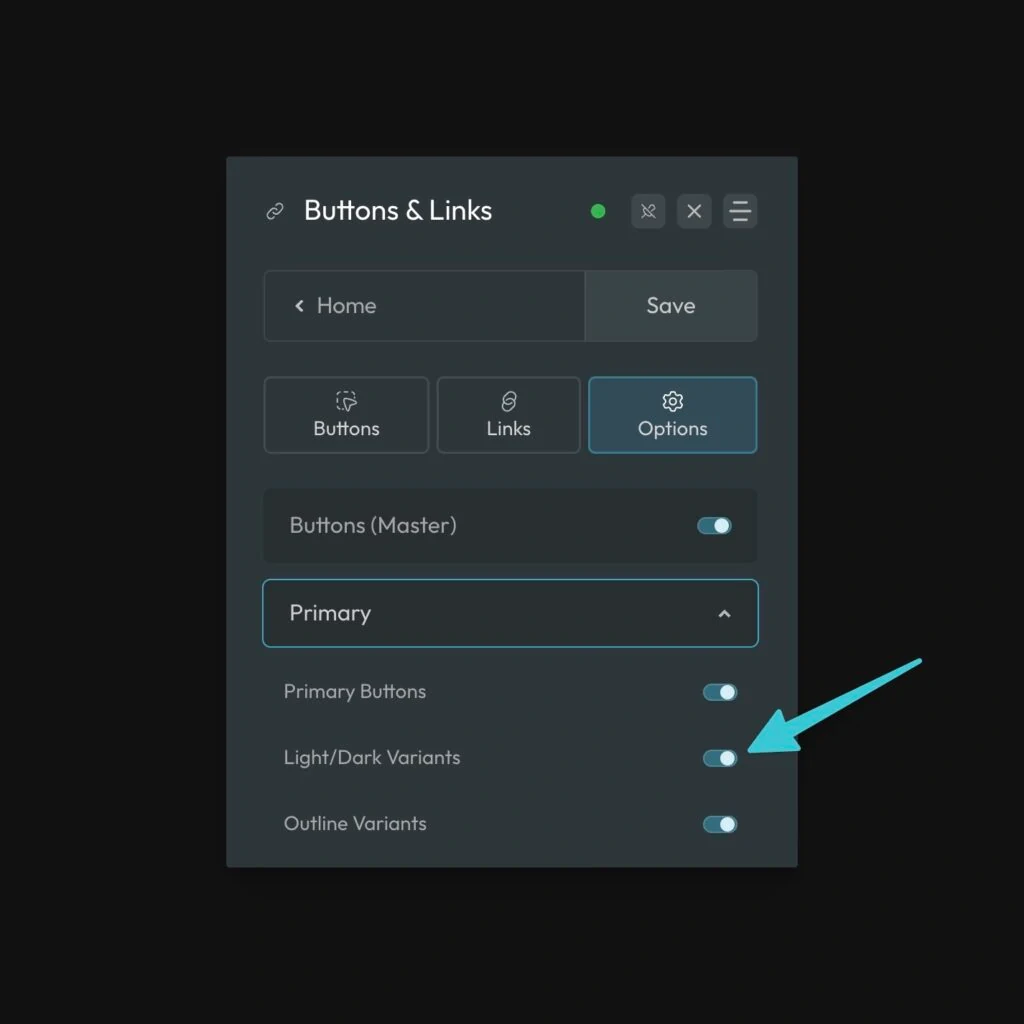 Buttons & Links
Home
Save
Buttons
Links
Options
Buttons (Master)
Primary
Primary Buttons
Light/Dark Variants
Outline Variants